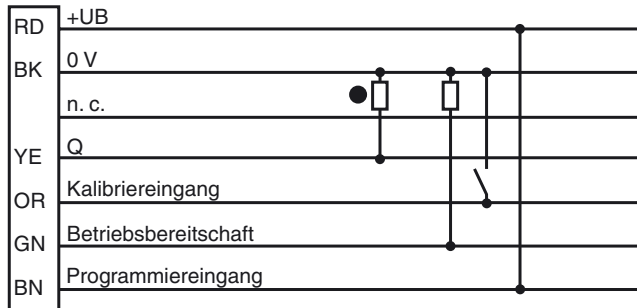 RD +UB
BK 0 V
n. c.
YE Q
OR Kalibriereingang
GN Betriebsbereitschaft
BN Programmiereingang